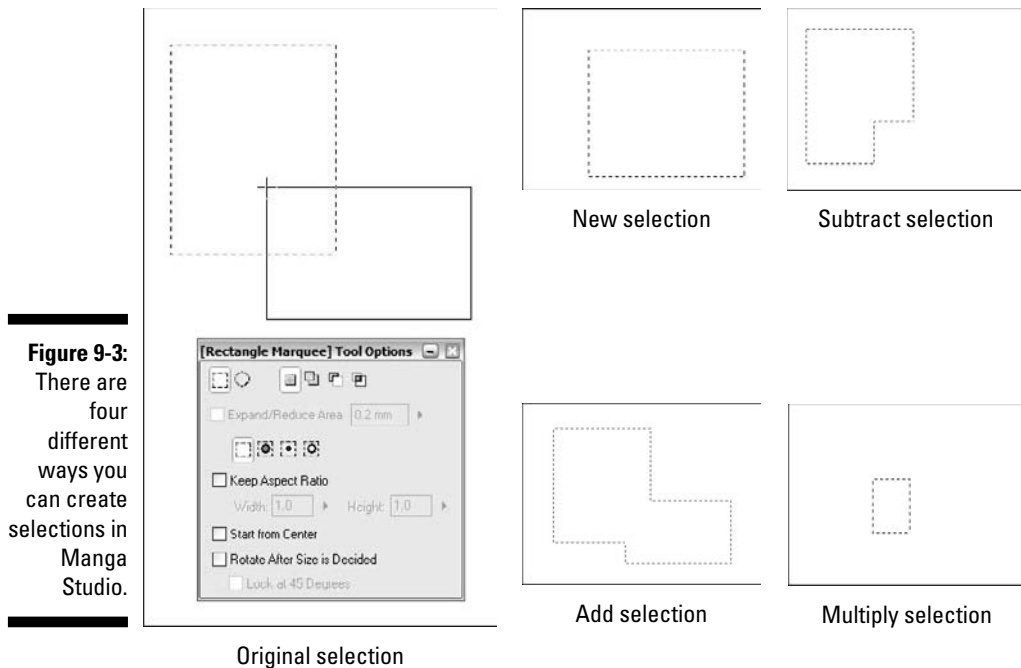 Figure 9-3:
There are
four
different
ways you
can create
selections in
Manga
Studio.
[Rectangle Marquee] Tool Options
Expand/Reduce Area 0.2 mm
Keep Aspect Ratio
Width: 1.0 Height: 1.0
Start from Center
Rotate After Size is Decided
Lock at 45 Degrees
Original selection
New selection
Subtract selection
Add selection
Multiply selection